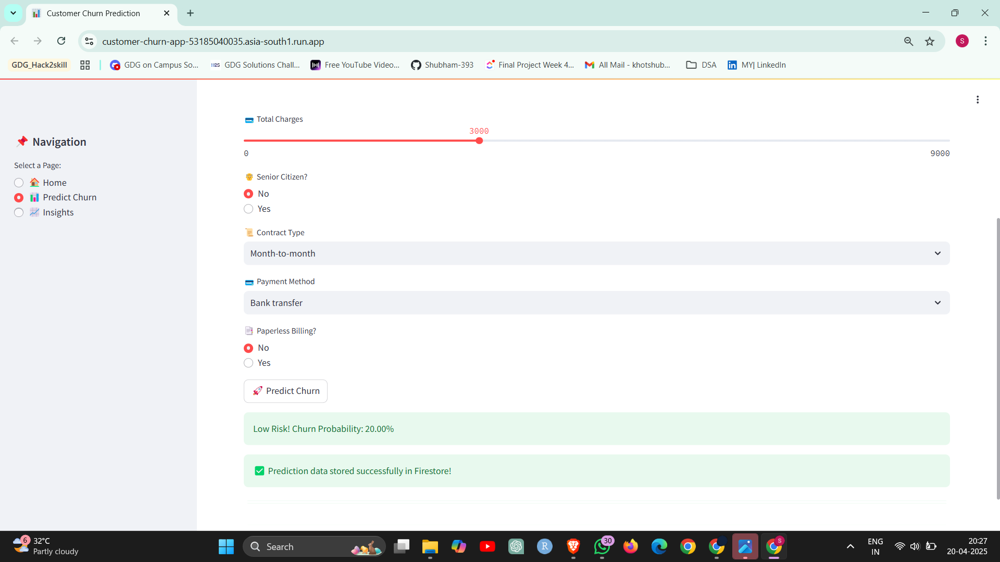 Customer Churn Prediction
customer-churn-app-53185040035.asia-south1.run.app
S
GDG_Hack2skill
GDG on Campus So...
H2S
GDG Solutions Chall...
Free YouTube Video...
Shubham-393
Final Project Week 4...
All Mail - khotshub...
DSA
MY| LinkedIn
Navigation
Select a Page:
Home
Predict Churn
Insights
Total Charges
3000
0
9000
Senior Citizen?
No
Yes
Contract Type
Month-to-month
Payment Method
Bank transfer
Paperless Billing?
No
Yes
Predict Churn
Low Risk! Churn Probability: 20.00%
Prediction data stored successfully in Firestore!
6
32°C
Partly cloudy
Search
R
30
S
ENG
IN
20:27
20-04-2025